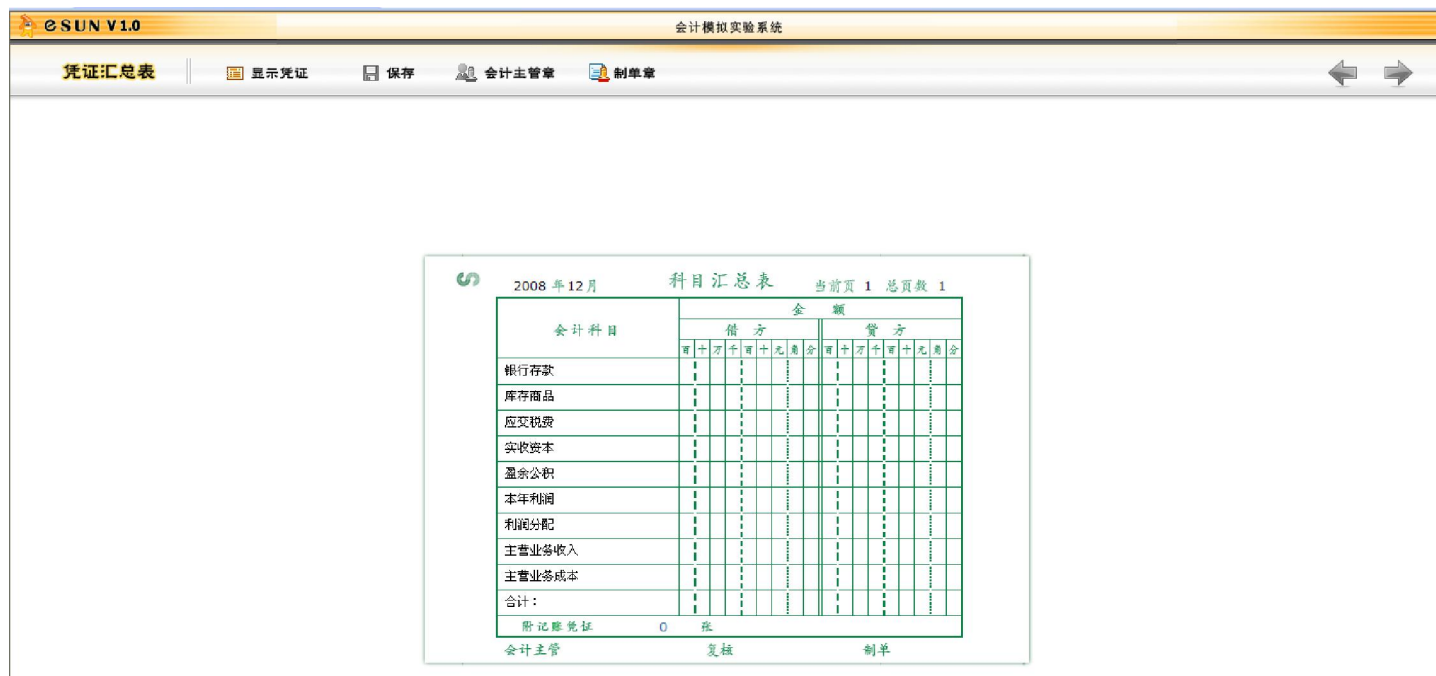 eSUN V1.0 会计模拟实验系统
凭证汇总表 显示凭证 保存 会计主管章 制单章
2008 年 12 月 科目汇总表 当前页 1 总页数 1
会计科目 金 额
借 方 贷 方
百 十 万 千 百 十 元 角 分 百 十 万 千 百 十 元 角 分
银行存款
库存商品
应交税费
实收资本
盈余公积
本年利润
利润分配
主营业务收入
主营业务成本
合计：
附记账凭证 0 张
会计主管 复核 制单